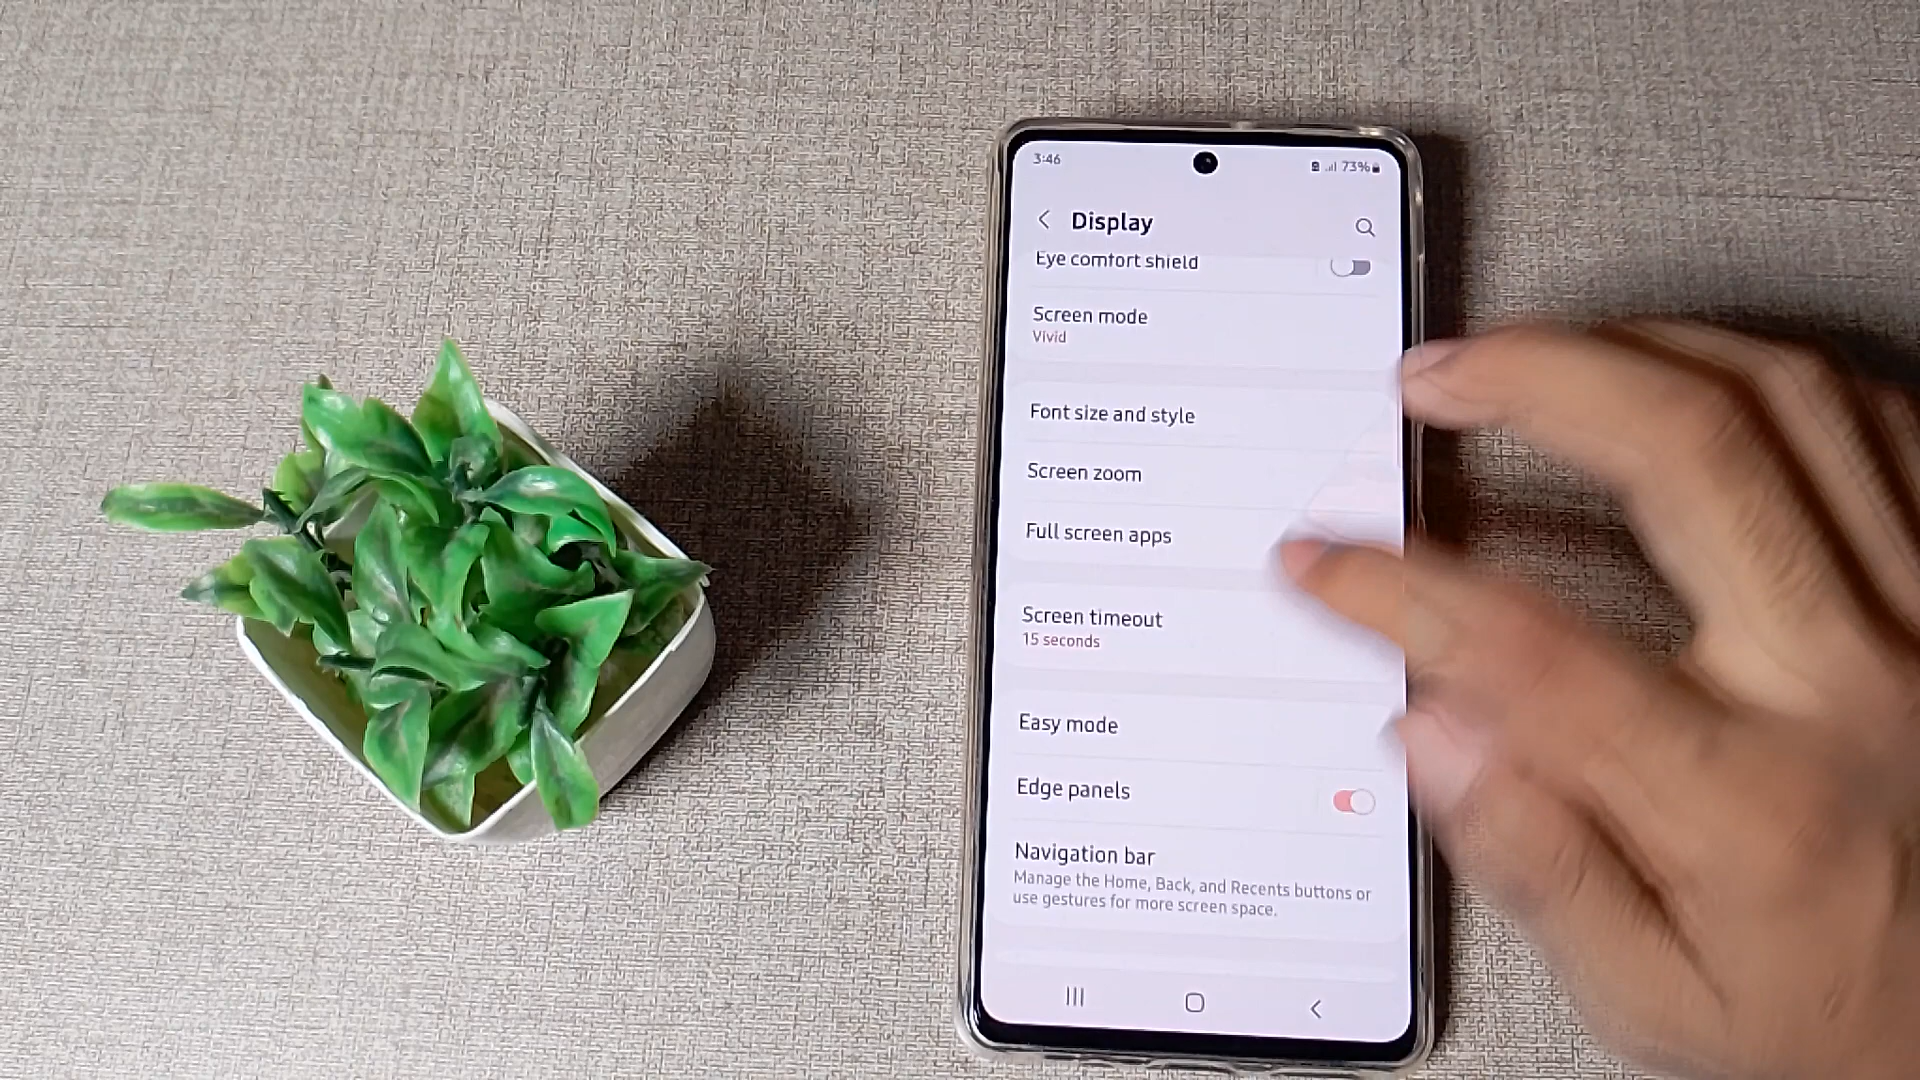 3:46
73%
Display
Eye comfort shield
Screen mode
Vivid
Font size and style
Screen zoom
Full screen apps
Screen timeout
15 seconds
Easy mode
Edge panels
Navigation bar
Manage the Home, Back, and Recents buttons or
use gestures for more screen space.